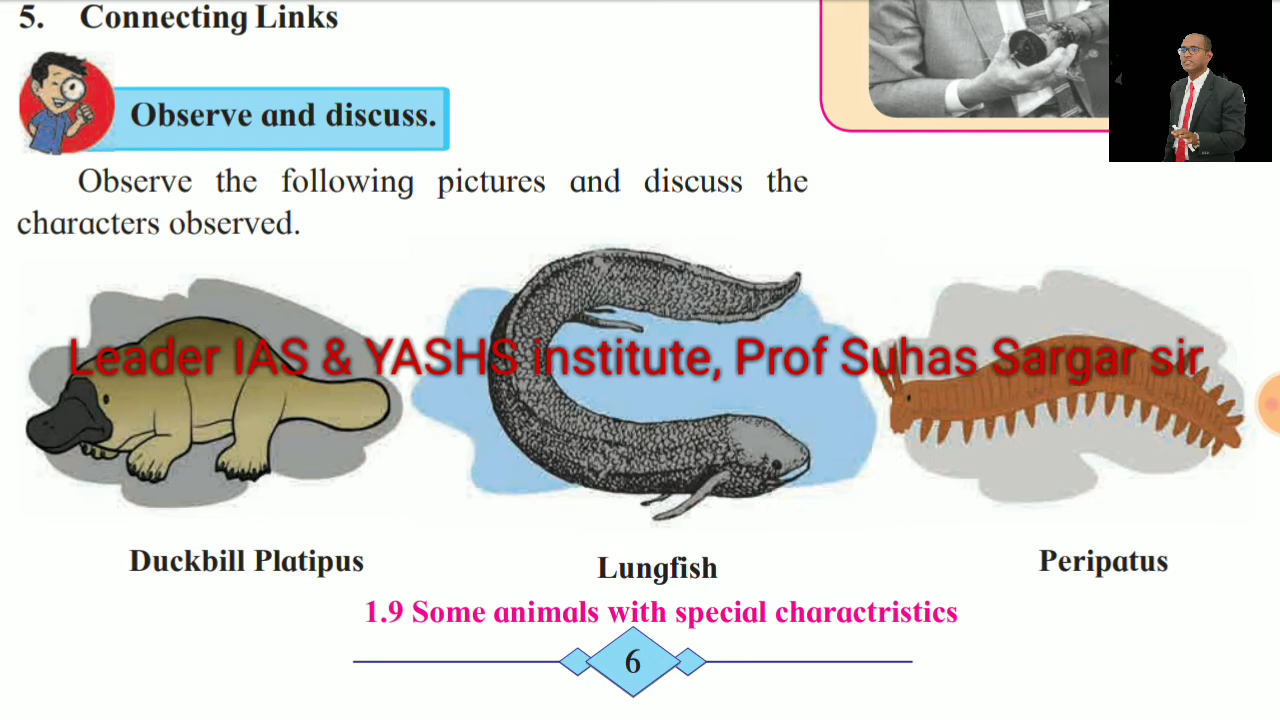 5. Connecting Links
Observe and discuss.
Observe the following pictures and discuss the
characters observed.
Leader IAS & YASHS institute, Prof Suhas Sargar sir
Duckbill Platipus
Lungfish
Peripatus
1.9 Some animals with special charactristics
6